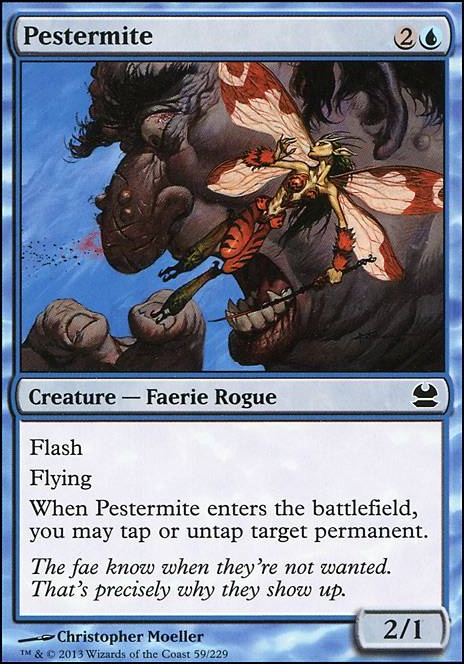 Pestermite 2
Creature — Faerie Rogue
Flash
Flying
When Pestermite enters the battlefield,
you may tap or untap target permanent.
The fae know when they're not wanted.
That's precisely why they show up.
Christopher Moeller
2/1
™ & © 2013 Wizards of the Coast 59/229